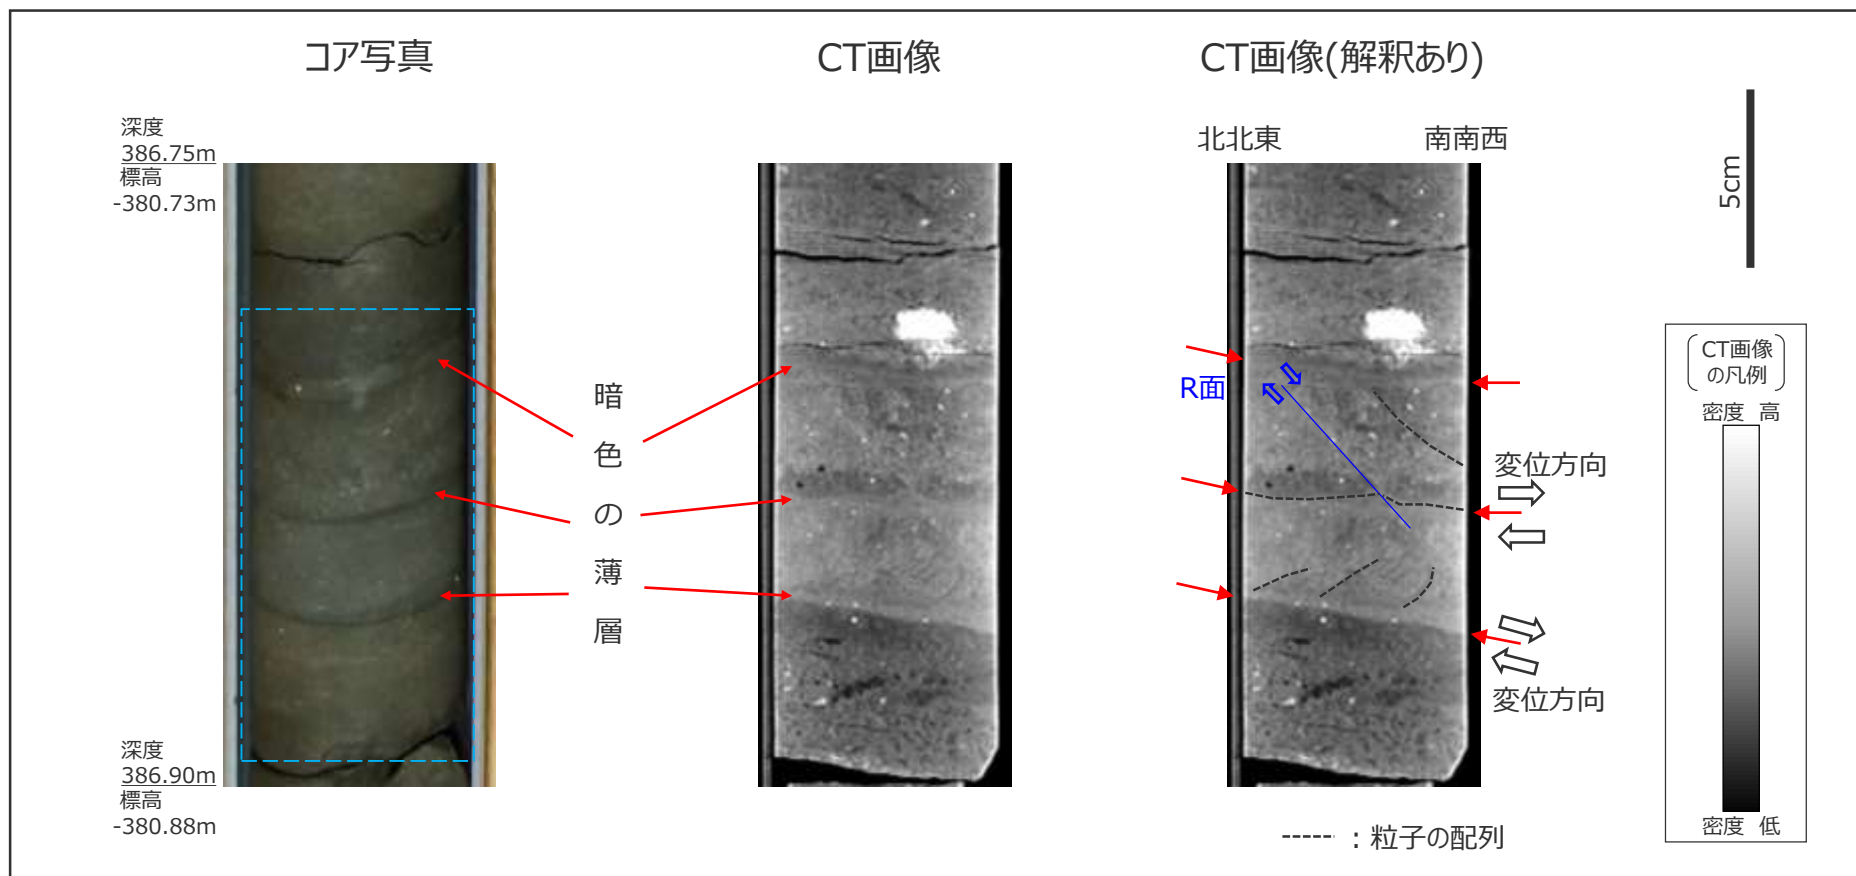 コア写真
CT画像
CT画像(解釈あり)
深度
386.75m
標高
-380.73m
北北東
南南西
5cm
暗色の薄層
R面
変位方向
変位方向
CT画像
の凡例
密度 高
密度 低
深度
386.90m
標高
-380.88m
:粒子の配列